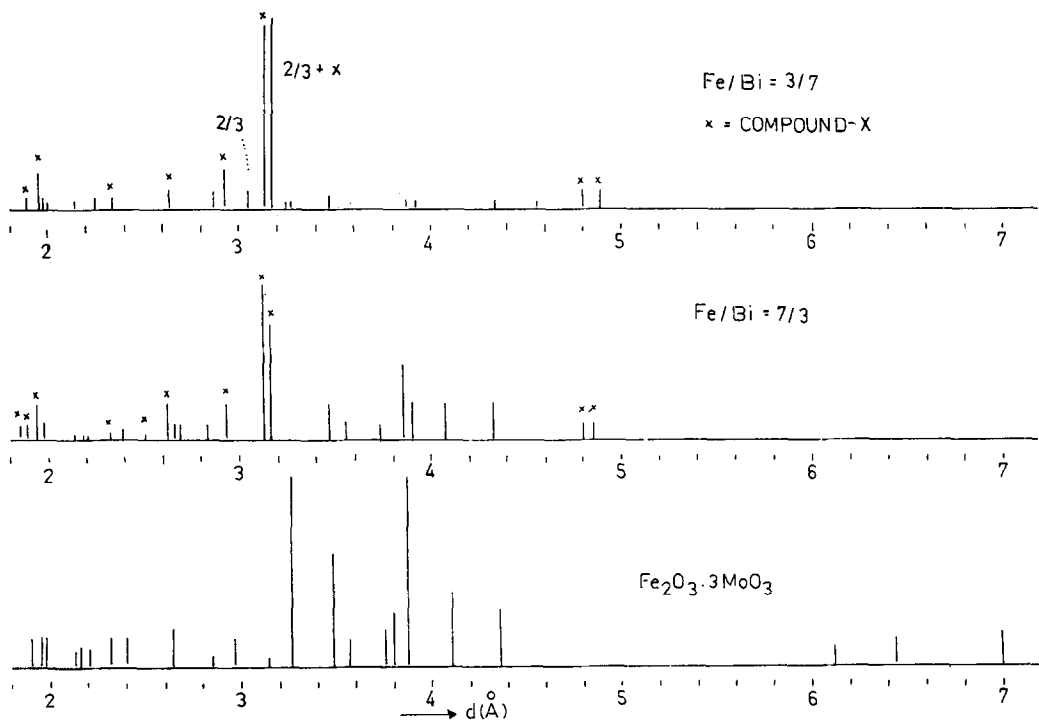 x
2/3 + x
2/3
Fe/Bi = 3/7
x = COMPOUND-X
x x x x x x x
2 3 4 5 6 7
Fe/Bi = 7/3
x x x x x x x x x x x
2 3 4 5 6 7
Fe₂O₃·3MoO₃
2 3 4 5 6 7
d(Å)